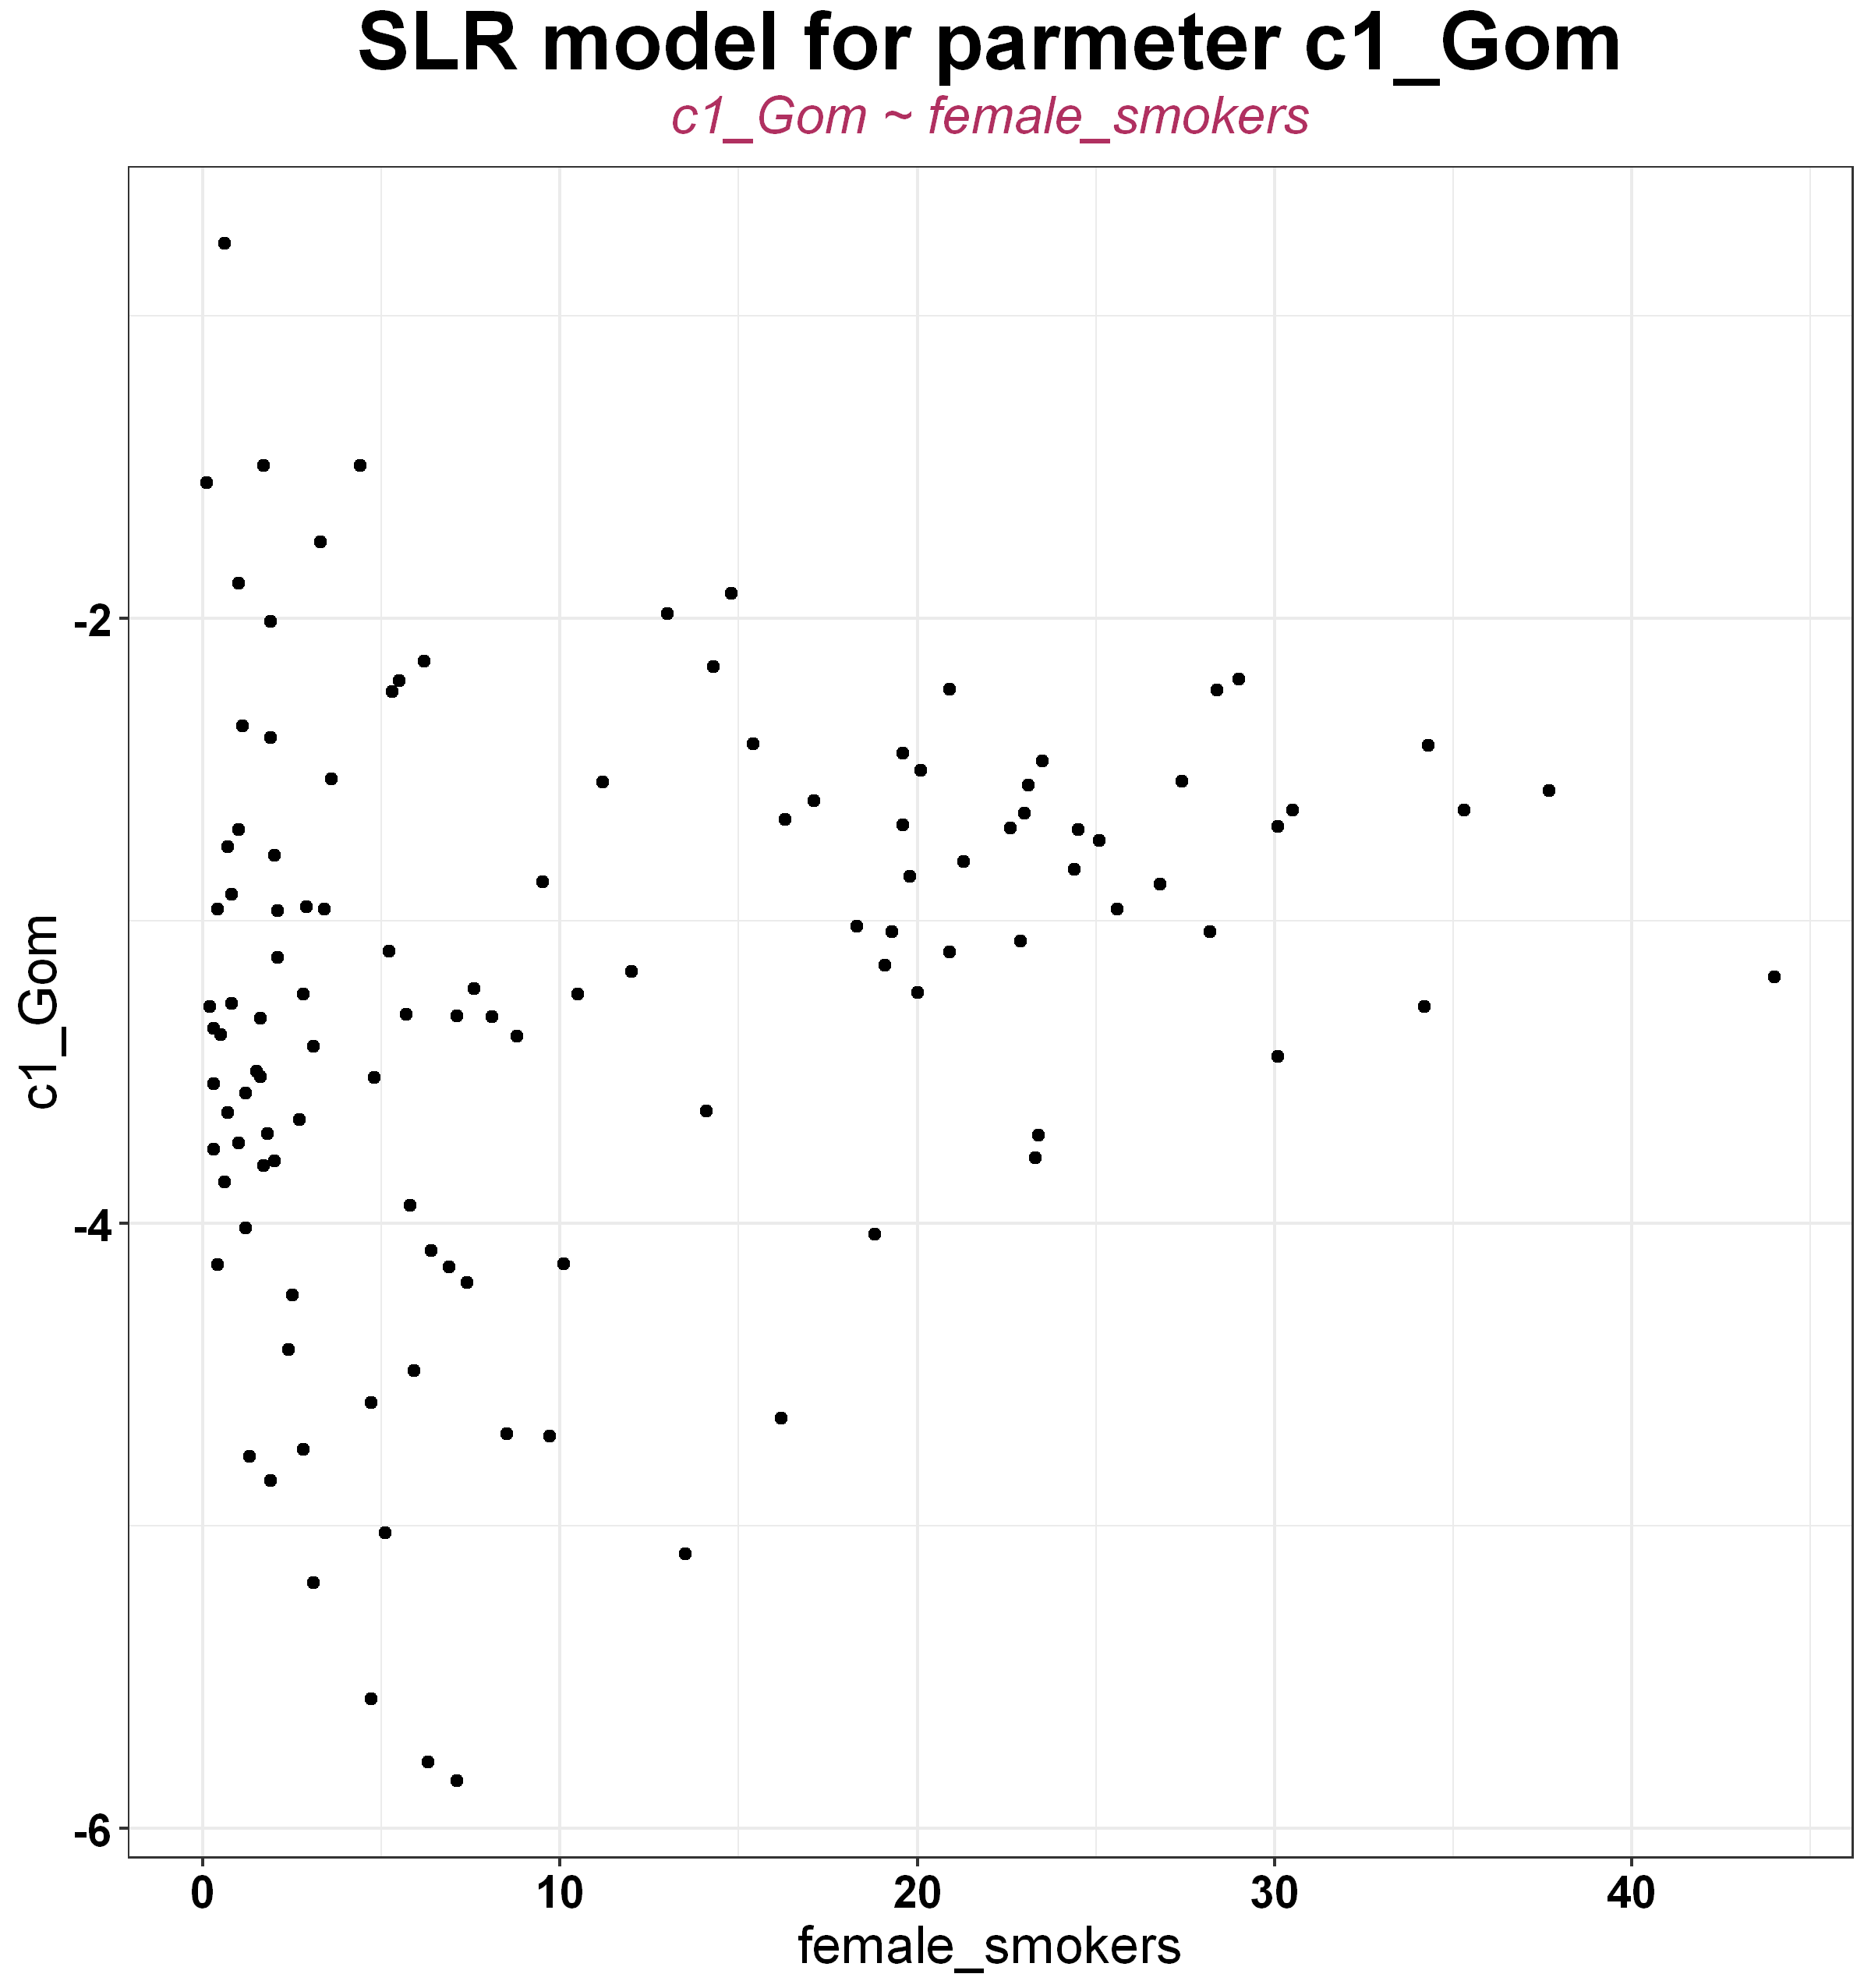 SLR model for parmeter c1_Gom
c1_Gom ~ female_smokers
c1_Gom
-2
-4
-6
0 10 20 30 40
female_smokers